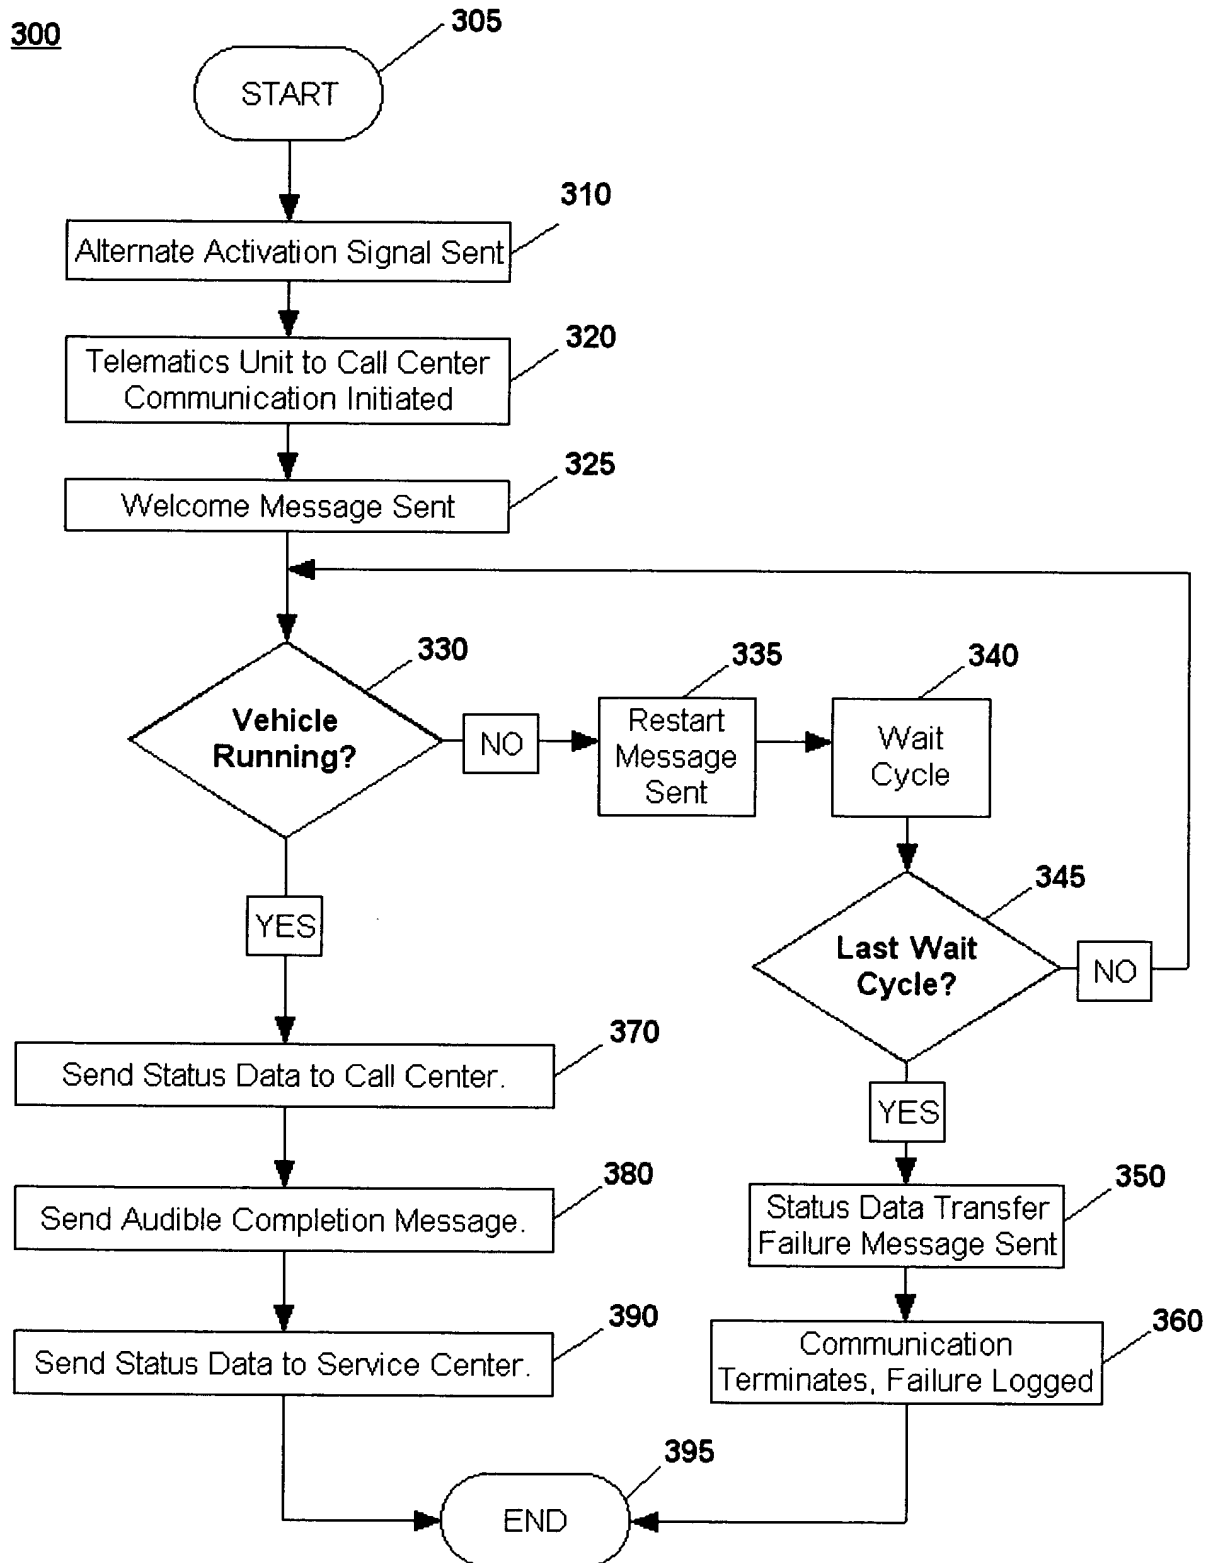 300
305
START
310
Alternate Activation Signal Sent
320
Telematics Unit to Call Center
Communication Initiated
325
Welcome Message Sent
330
Vehicle
Running?
NO
335
Restart
Message
Sent
340
Wait
Cycle
345
Last Wait
Cycle?
NO
YES
YES
370
Send Status Data to Call Center.
380
Send Audible Completion Message.
390
Send Status Data to Service Center.
350
Status Data Transfer
Failure Message Sent
360
Communication
Terminates, Failure Logged
395
END